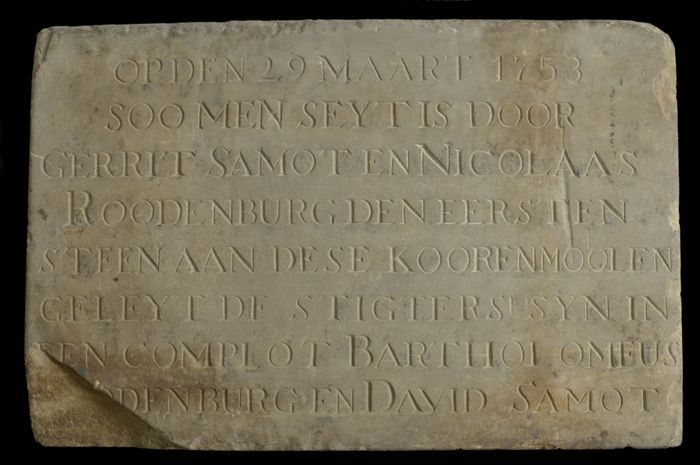 OP DEN 29 MAART 1753
SOO MEN SEYT IS DOOR
GERRIT SAMOT EN NICOLAAS
ROODENBURG DEN EERSTEN
STEEN AAN DESE KOORENMOOLEN
GELEYT DE STIGTERS SYN IN
EEN COMPLOT BARTHOLOMEUS
ODENBURG EN DAVID SAMOT